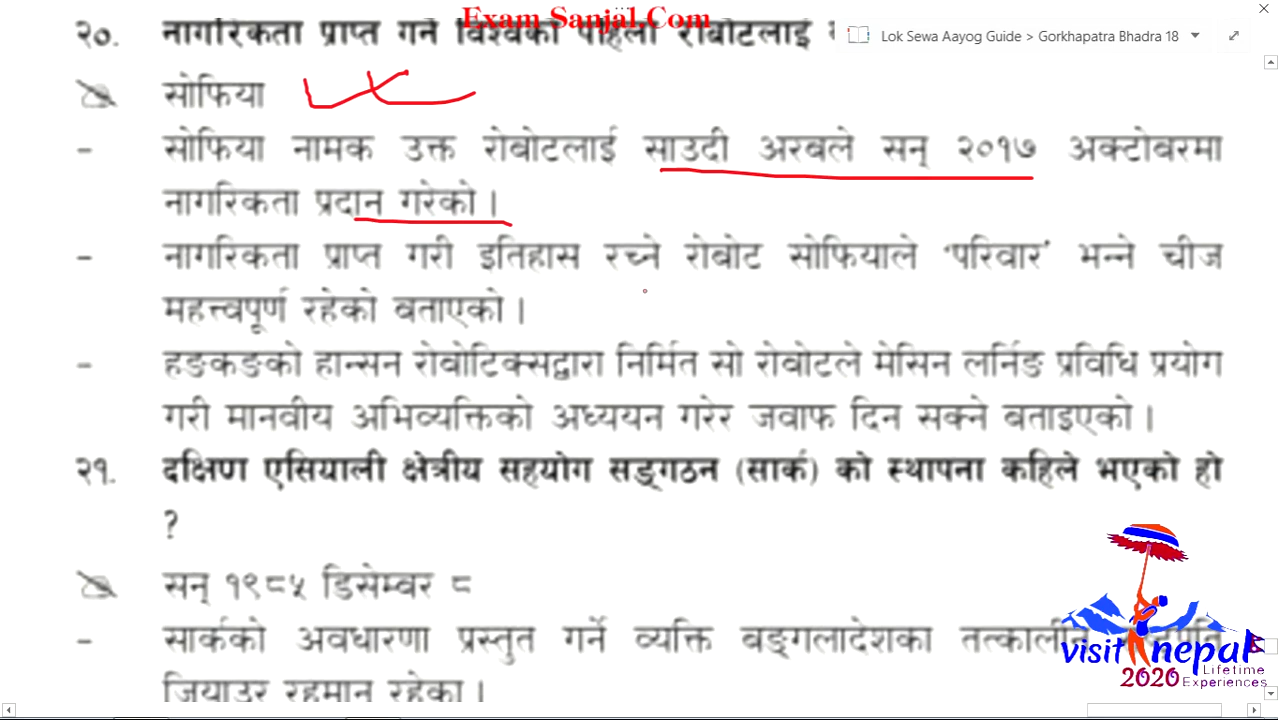 Exam Sanjal.Com
Lok Sewa Aayog Guide > Gorkhapatra Bhadra 18
२०. नागरिकता प्राप्त गर्ने विश्वको पहिलो रोबोटलाई
सोफिया
- सोफिया नामक उक्त रोबोटलाई साउदी अरबले सन् २०१७ अक्टोबरमा
नागरिकता प्रदान गरेको ।
- नागरिकता प्राप्त गरी इतिहास रच्ने रोबोट सोफियाले ‘परिवार’ भन्ने चीज
महत्त्वपूर्ण रहेको बताएको ।
- हङकङको हान्सन रोबोटिक्सद्वारा निर्मित सो रोबोटले मेसिन लर्निङ प्रविधि प्रयोग
गरी मानवीय अभिव्यक्तिको अध्ययन गरेर जवाफ दिन सक्ने बताइएको ।
२१. दक्षिण एसियाली क्षेत्रीय सहयोग सङ्गठन (सार्क) को स्थापना कहिले भएको हो
?
सन् १९८५ डिसेम्बर ८
- सार्कको अवधारणा प्रस्तुत गर्ने व्यक्ति बङ्गलादेशका तत्कालीन
जियाउर रहमान रहेका ।
visit nepal
2020 Lifetime
Experiences